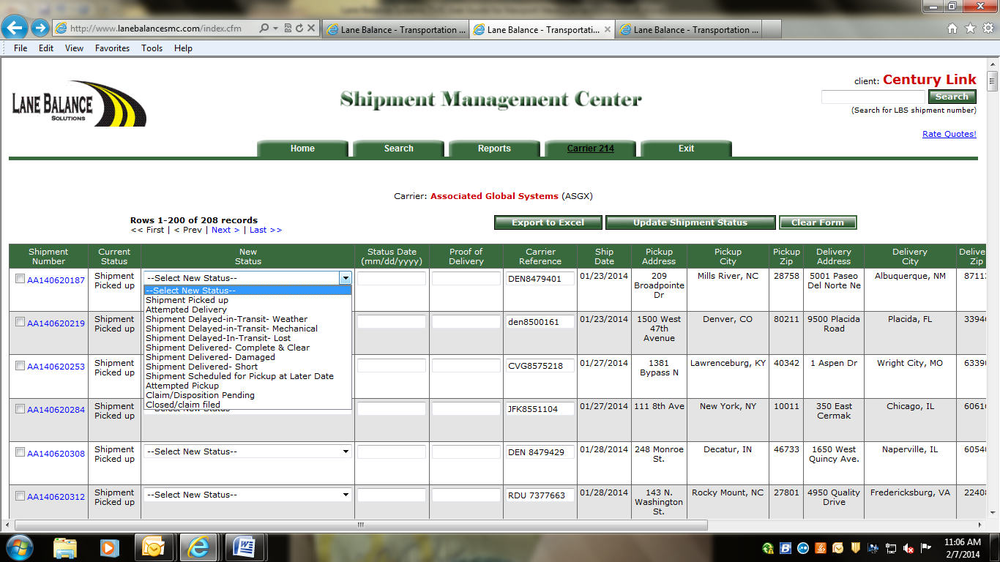 http://www.lanebalancesmc.com/index.cfm
Lane Balance - Transportation ...
Lane Balance - Transportati...
Lane Balance - Transportation ...
File Edit View Favorites Tools Help
LANE BALANCE
SOLUTIONS
Shipment Management Center
client: Century Link
Search
(Search for LBS shipment number)
Rate Quotes!
Home Search Reports Carrier 214 Exit
Carrier: Associated Global Systems (ASGX)
Rows 1-200 of 208 records
<< First | < Prev | Next > | Last >>
Export to Excel Update Shipment Status Clear Form
Shipment Number Current Status New Status Status Date (mm/dd/yyyy) Proof of Delivery Carrier Reference Ship Date Pickup Address Pickup City Pickup Zip Delivery Address Delivery City Zip
AA140620187 Shipment Picked up --Select New Status-- DEN8479401 01/23/2014 209 Broadpointe Dr Mills River, NC 28758 5001 Paseo Del Norte Ne Albuquerque, NM 8711
--Select New Status--
Shipment Picked up
Attempted Delivery
Shipment Delayed-in-Transit- Weather
Shipment Delayed-in-Transit- Mechanical
Shipment Delayed-In-Transit- Lost
Shipment Delivered- Complete & Clear
Shipment Delivered- Damaged
Shipment Delivered- Short
Shipment Scheduled for Pickup at Later Date
Attempted Pickup
Claim/Disposition Pending
Closed/claim filed
AA140620219 Shipment Picked up den8500161 01/23/2014 1500 West 47th Avenue Denver, CO 80211 9500 Placida Road Placida, FL 3394
AA140620253 Shipment Picked up CVG8575218 01/27/2014 1381 Bypass N Lawrenceburg, KY 40342 1 Aspen Dr Wright City, MO 6339
AA140620284 Shipment Picked up JFK8551104 01/27/2014 111 8th Ave New York, NY 10011 350 East Cermak Chicago, IL 6061
AA140620308 Shipment Picked up --Select New Status-- DEN 8479429 01/28/2014 248 Monroe St. Decatur, IN 46733 1650 West Quincy Ave. Naperville, IL 6054
AA140620312 Shipment Picked up --Select New Status-- RDU 7377663 01/28/2014 143 N. Washington St. Rocky Mount, NC 27801 4950 Quality Drive Fredericksburg, VA 2240
11:06 AM
2/7/2014